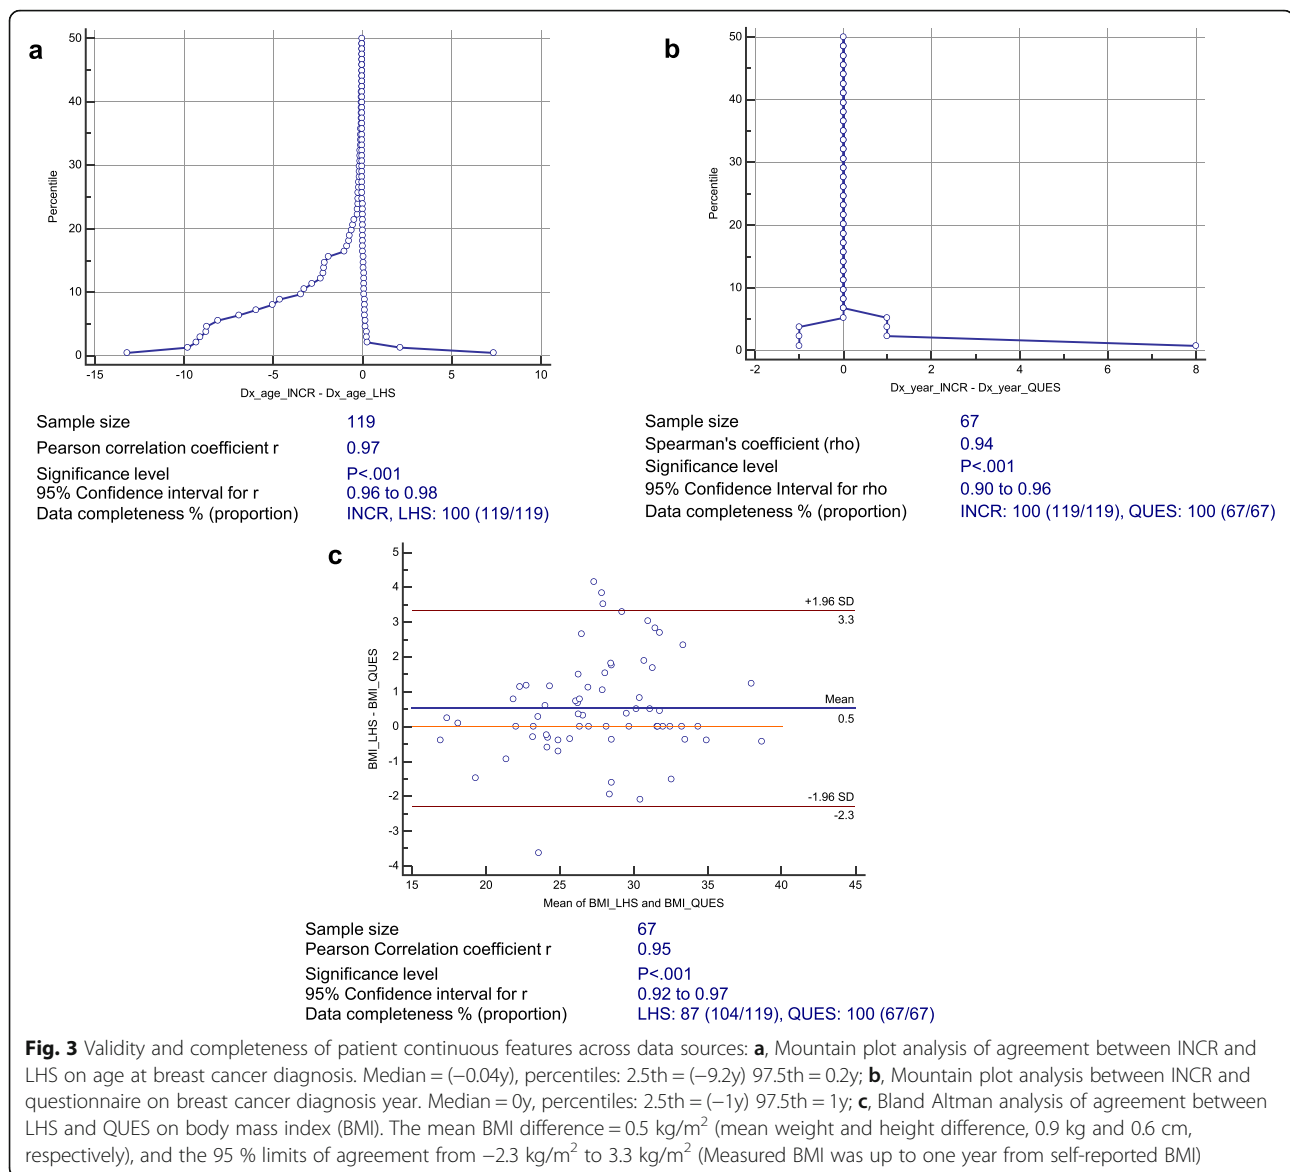 a
50
40
30
20
10
0
Percentile
-15 -10 -5 0 5 10
Dx_age_INCR - Dx_age_LHS
Sample size 119
Pearson correlation coefficient r 0.97
Significance level P<.001
95% Confidence interval for r 0.96 to 0.98
Data completeness % (proportion) INCR, LHS: 100 (119/119)
b
50
40
30
20
10
0
Percentile
-2 0 2 4 6 8
Dx_year_INCR - Dx_year_QUES
Sample size 67
Spearman's coefficient (rho) 0.94
Significance level P<.001
95% Confidence Interval for rho 0.90 to 0.96
Data completeness % (proportion) INCR: 100 (119/119), QUES: 100 (67/67)
c
5
4
3
2
1
0
-1
-2
-3
-4
BMI_LHS - BMI_QUES
+1.96 SD
3.3
Mean
0.5
-1.96 SD
-2.3
15 20 25 30 35 40 45
Mean of BMI_LHS and BMI_QUES
Sample size 67
Pearson Correlation coefficient r 0.95
Significance level P<.001
95% Confidence interval for r 0.92 to 0.97
Data completeness % (proportion) LHS: 87 (104/119), QUES: 100 (67/67)
Fig. 3 Validity and completeness of patient continuous features across data sources: a, Mountain plot analysis of agreement between INCR and
LHS on age at breast cancer diagnosis. Median = (−0.04y), percentiles: 2.5th = (−9.2y) 97.5th = 0.2y; b, Mountain plot analysis between INCR and
questionnaire on breast cancer diagnosis year. Median = 0y, percentiles: 2.5th = (−1y) 97.5th = 1y; c, Bland Altman analysis of agreement between
LHS and QUES on body mass index (BMI). The mean BMI difference = 0.5 kg/m² (mean weight and height difference, 0.9 kg and 0.6 cm,
respectively), and the 95 % limits of agreement from −2.3 kg/m² to 3.3 kg/m² (Measured BMI was up to one year from self-reported BMI)